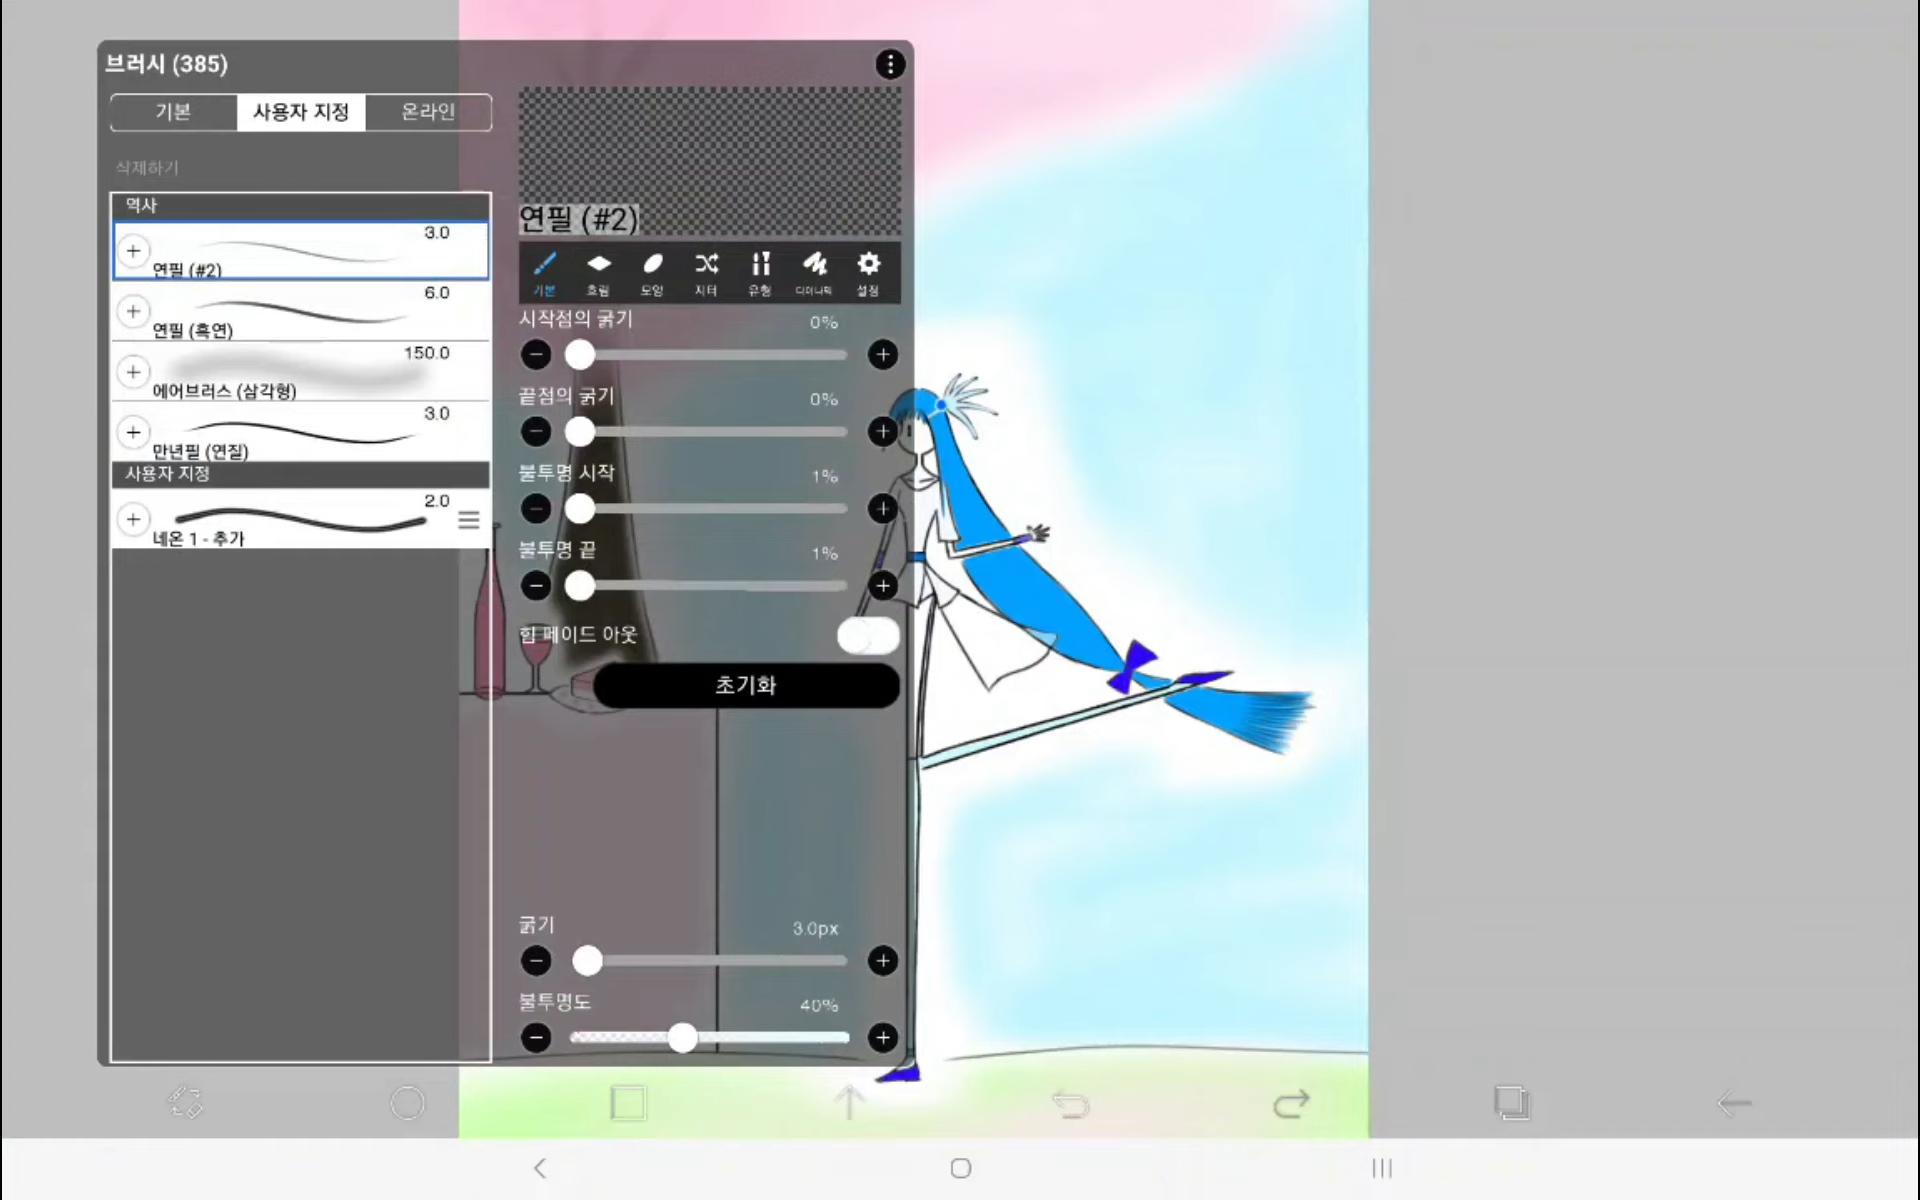 브러시 (385)
기본
사용자 지정
온라인
삭제하기
역사
3.0
연필 (#2)
6.0
연필 (흑연)
150.0
에어브러스 (삼각형)
3.0
만년필 (연질)
사용자 지정
2.0
네온 1 - 추가
연필 (#2)
기본
흐림
모양
지터
유형
다이나믹
설정
시작점의 굵기
0%
끝점의 굵기
0%
불투명 시작
1%
불투명 끝
1%
힘 페이드 아웃
초기화
굵기
3.0px
불투명도
40%